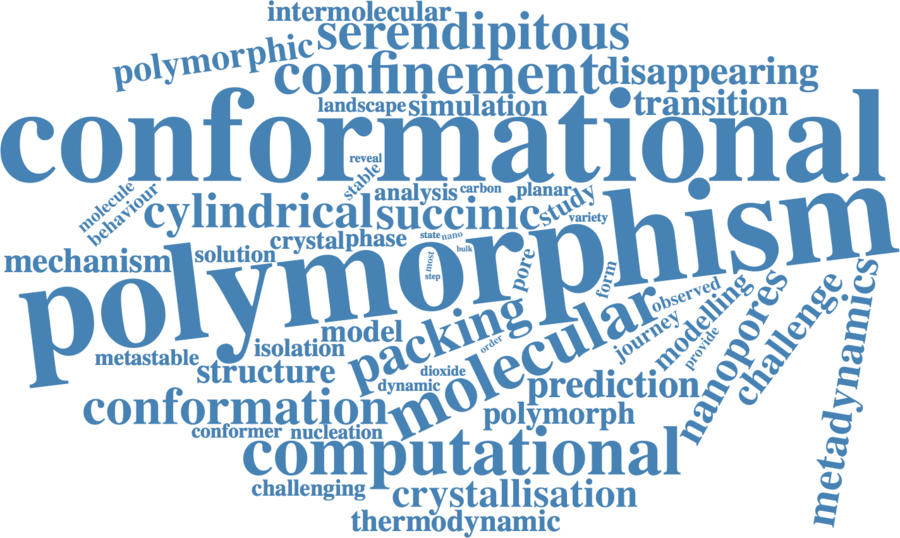 intermolecular
serendipitous
polymorphic
confinement
disappearing
landscape
simulation
transition
conformational
reveal
stable
molecule
behaviour
analysis
carbon
planar
study
variety
cylindrical
succinic
polymorphism
state
nano
bulk
most
step
crystal
phase
solution
mechanism
pore
form
observed
modelling
journey
provide
nanopores
challenge
metadynamics
model
packing
order
molecular
isolation
metastable
structure
dioxide
dynamic
prediction
conformation
polymorph
conformer
nucleation
computational
challenging
crystallisation
thermodynamic